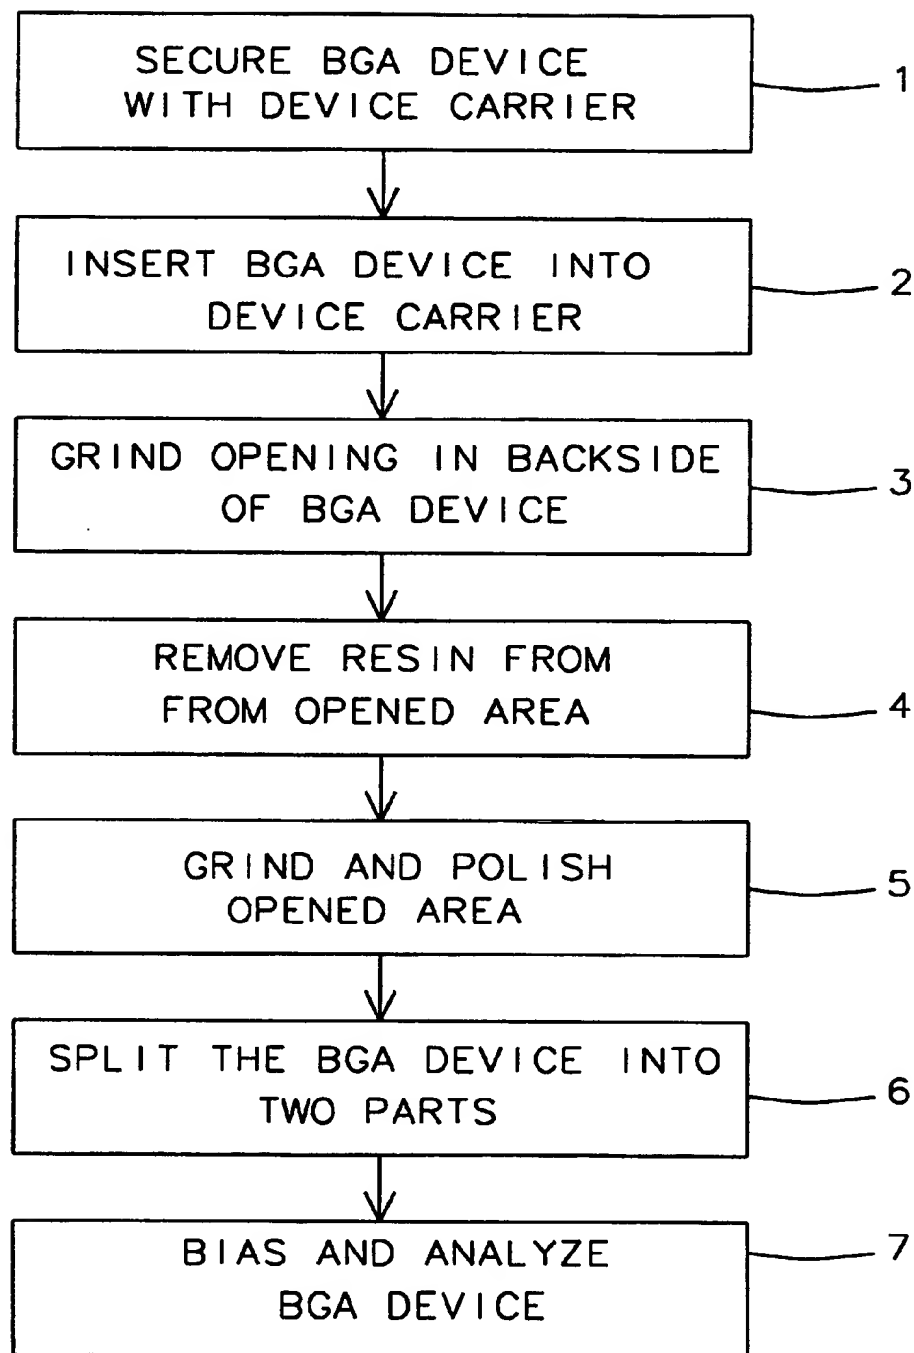 SECURE BGA DEVICE
WITH DEVICE CARRIER
1
INSERT BGA DEVICE INTO
DEVICE CARRIER
2
GRIND OPENING IN BACKSIDE
OF BGA DEVICE
3
REMOVE RESIN FROM
FROM OPENED AREA
4
GRIND AND POLISH
OPENED AREA
5
SPLIT THE BGA DEVICE INTO
TWO PARTS
6
BIAS AND ANALYZE
BGA DEVICE
7